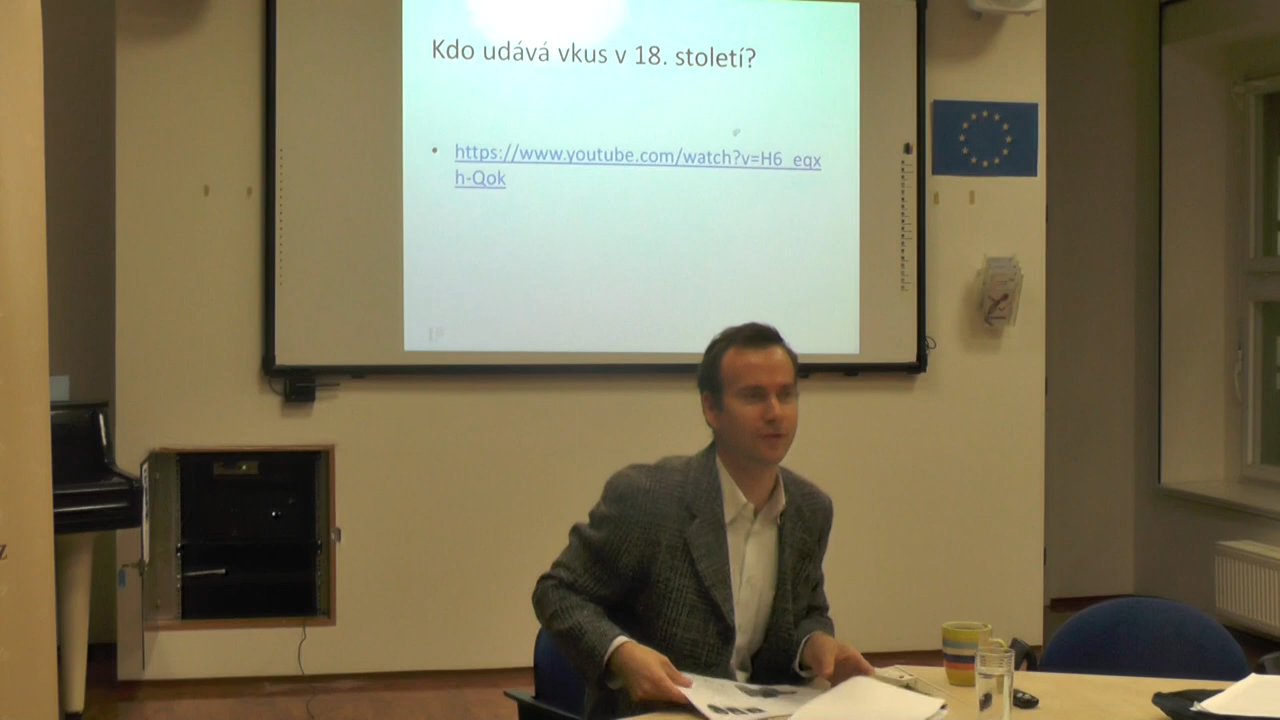 Kdo udává vkus v 18. století?
• https://www.youtube.com/watch?v=H6_eqx
h-Qok
z